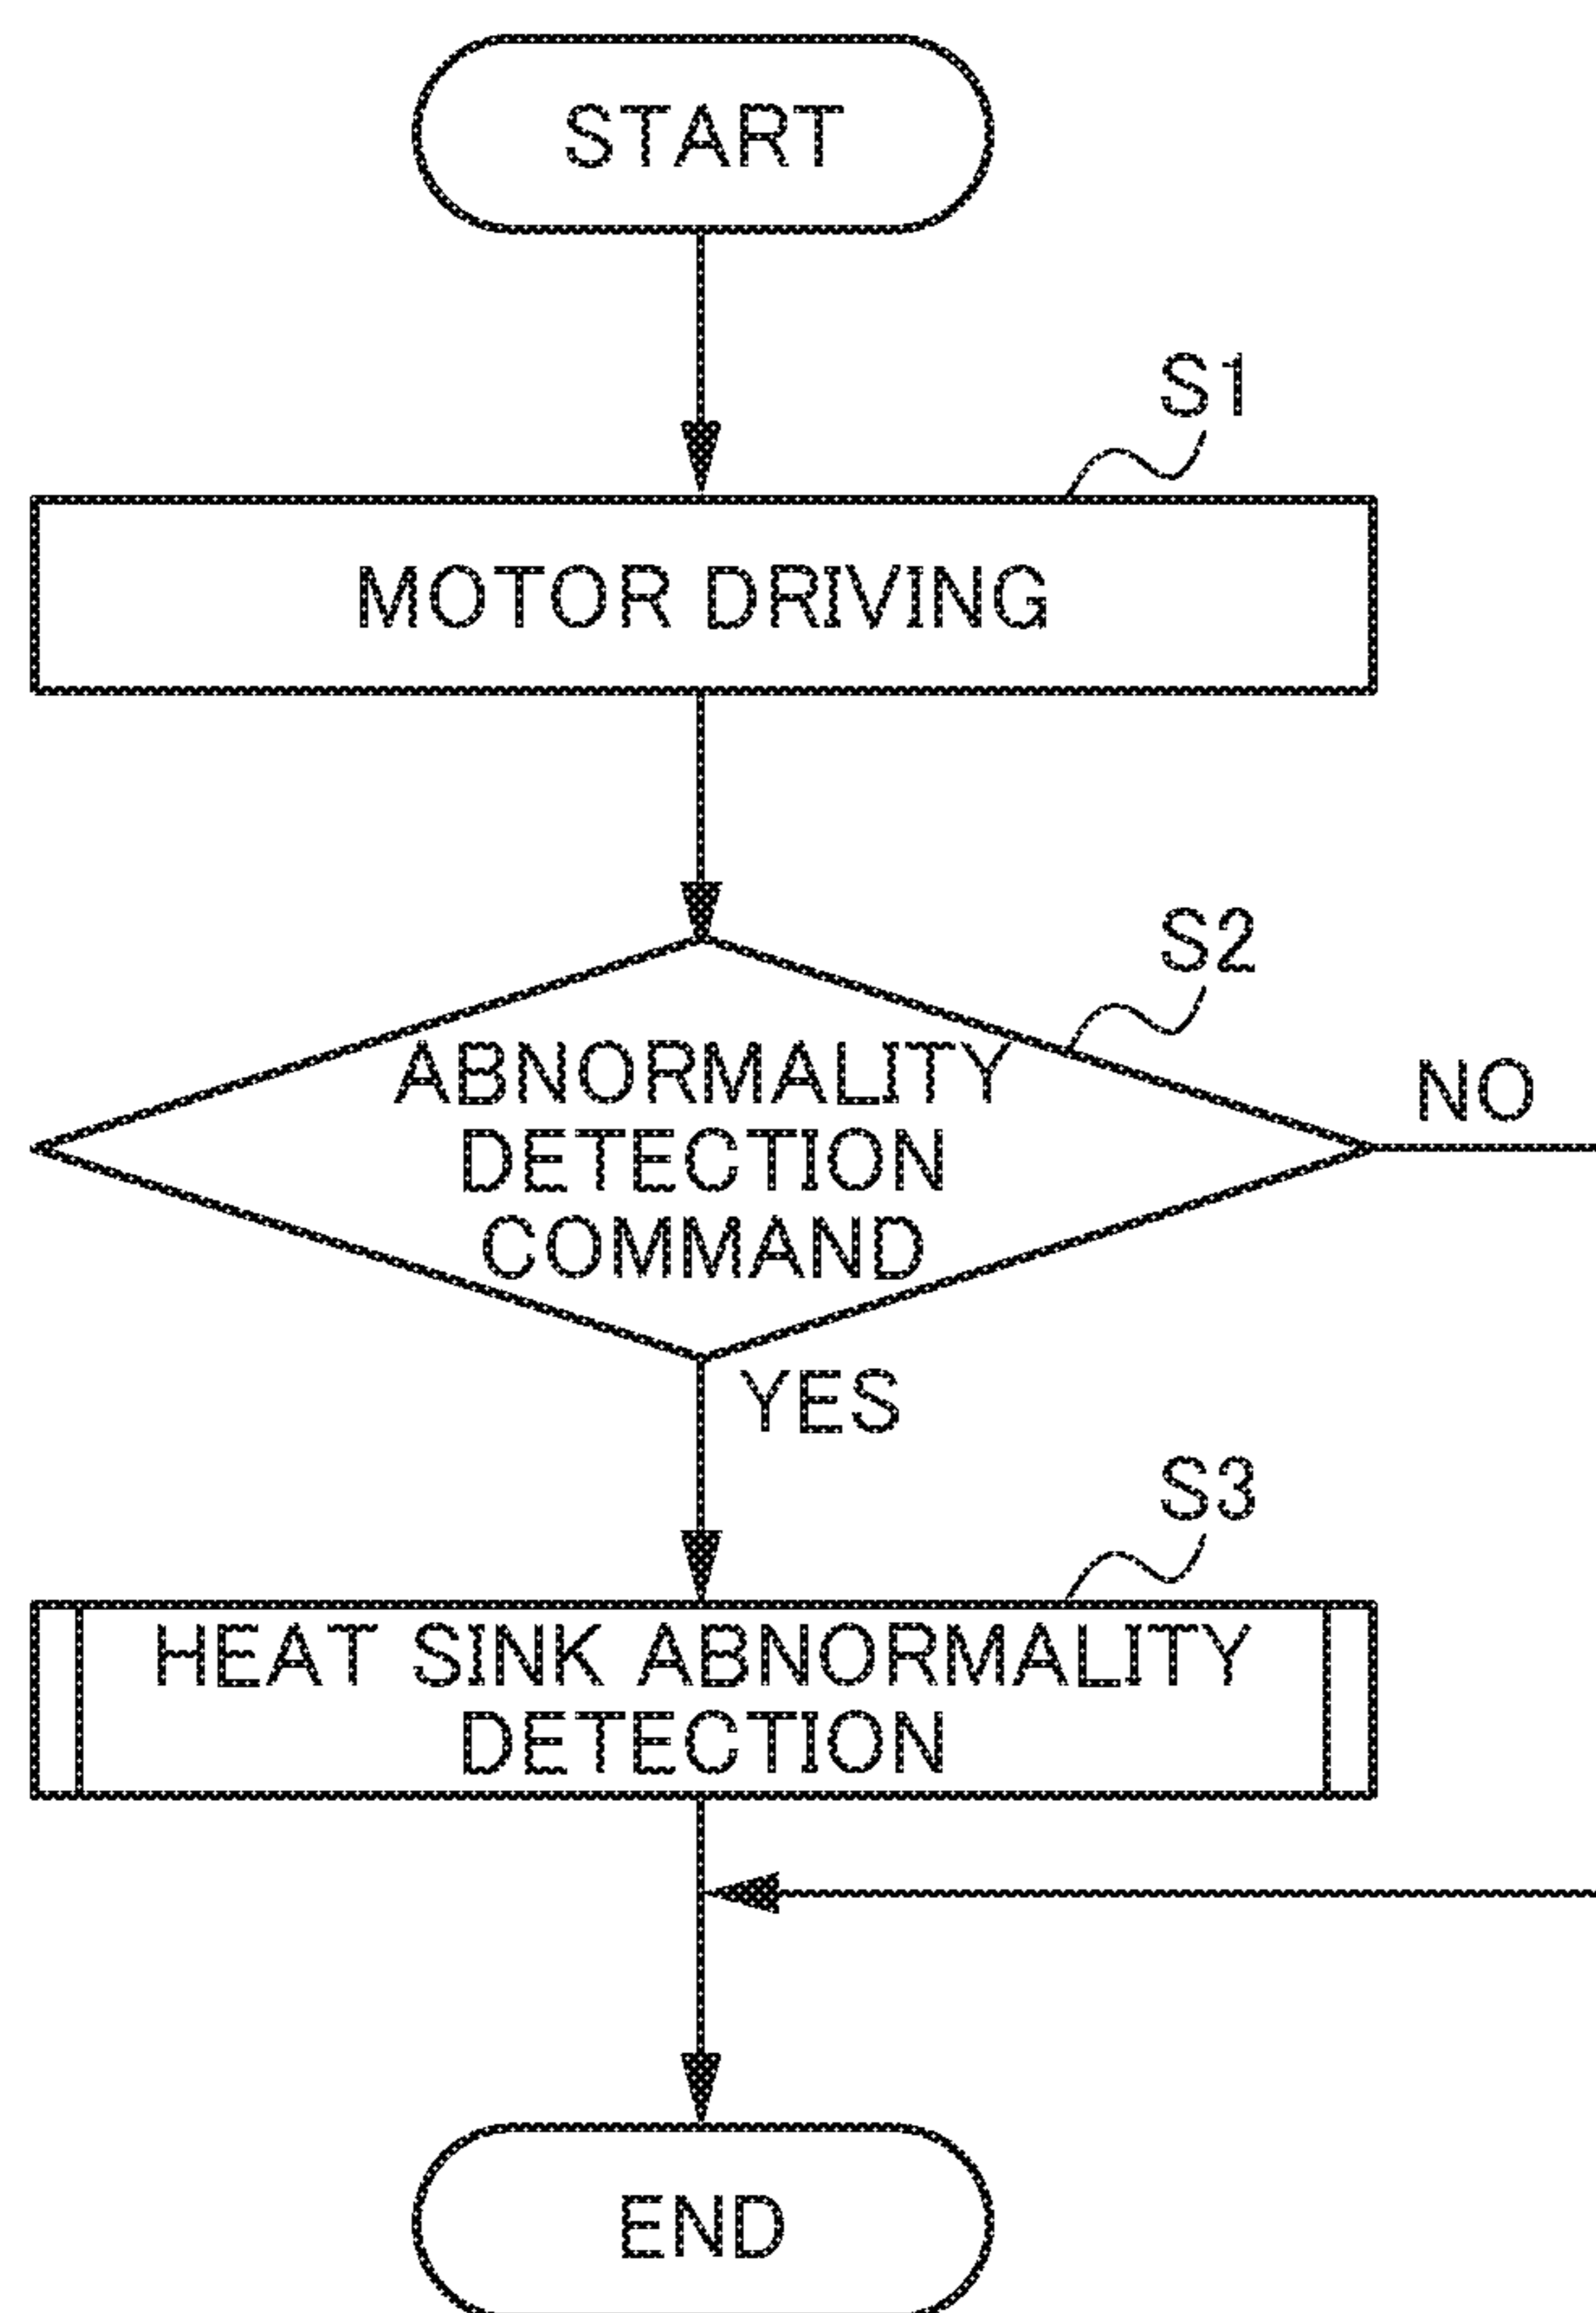 START
S1
MOTOR DRIVING
S2
ABNORMALITY
DETECTION
COMMAND
NO
YES
S3
HEAT SINK ABNORMALITY
DETECTION
END